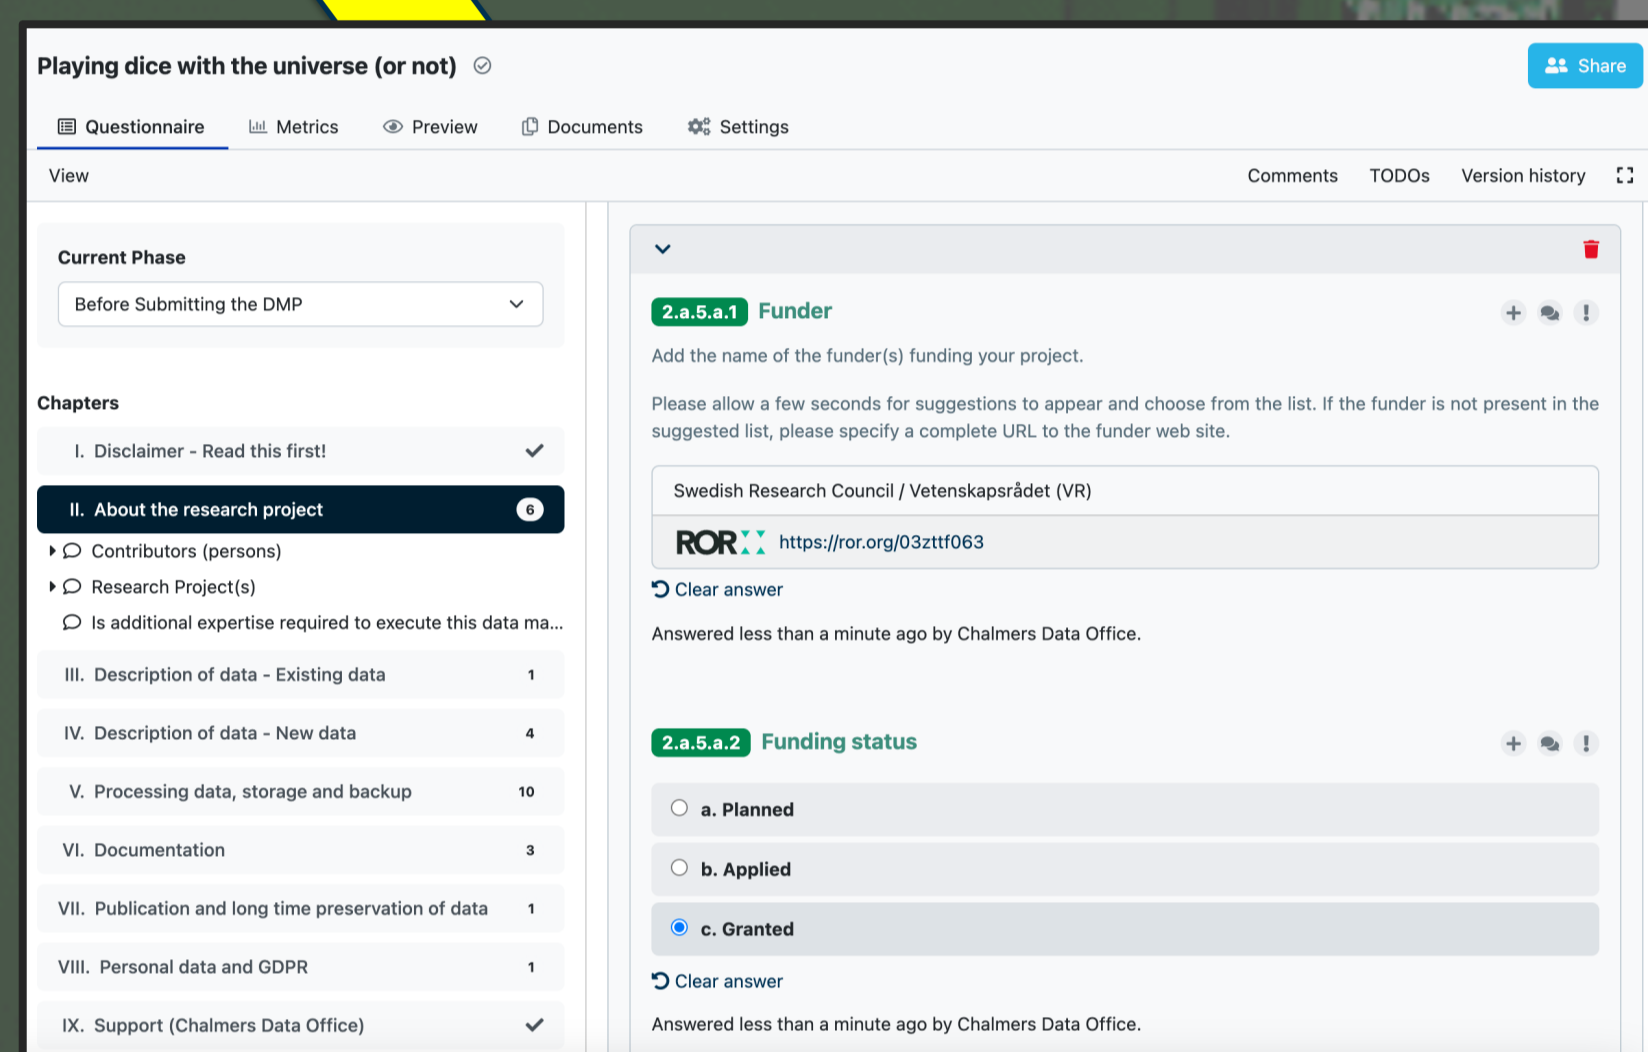 Playing dice with the universe (or not)
Share
Questionnaire Metrics Preview Documents Settings
View Comments TODOs Version history
Current Phase
Before Submitting the DMP
Chapters
I. Disclaimer - Read this first!
II. About the research project 6
Contributors (persons)
Research Project(s)
Is additional expertise required to execute this data ma...
III. Description of data - Existing data 1
IV. Description of data - New data 4
V. Processing data, storage and backup 10
VI. Documentation 3
VII. Publication and long time preservation of data 1
VIII. Personal data and GDPR 1
IX. Support (Chalmers Data Office)
2.a.5.a.1 Funder
Add the name of the funder(s) funding your project.
Please allow a few seconds for suggestions to appear and choose from the list. If the funder is not present in the
suggested list, please specify a complete URL to the funder web site.
Swedish Research Council / Vetenskapsrådet (VR)
ROR https://ror.org/03zttf063
Clear answer
Answered less than a minute ago by Chalmers Data Office.
2.a.5.a.2 Funding status
a. Planned
b. Applied
c. Granted
Clear answer
Answered less than a minute ago by Chalmers Data Office.